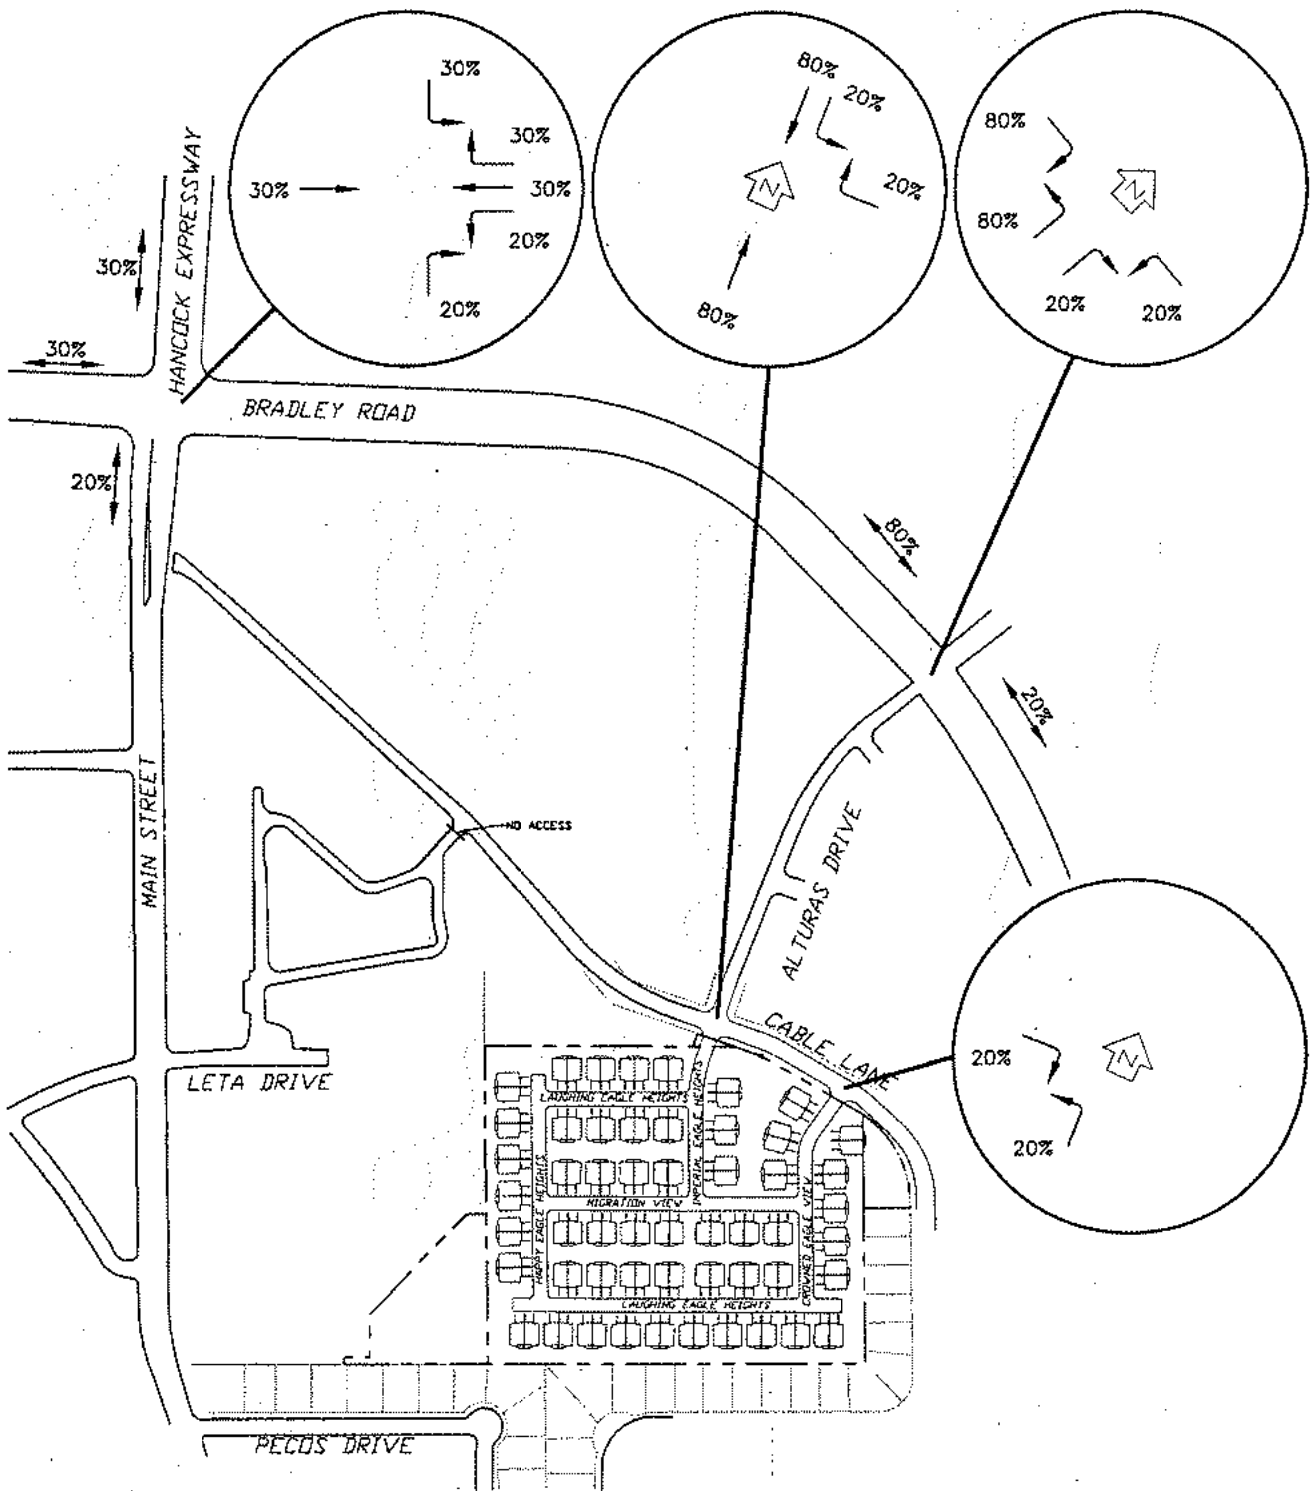 30%
30%
30%
30%
20%
20%
80%
20%
N
20%
80%
80%
N
80%
20%
20%
30%
HANCOCK EXPRESSWAY
30%
BRADLEY ROAD
20%
80%
20%
MAIN STREET
NO ACCESS
ALTURAS DRIVE
CABLE LANE
LETA DRIVE
20%
N
20%
LAUGHING EAGLE HEIGHTS
IMPERIAL EAGLE HEIGHTS
HAPPY EAGLE HEIGHTS
MIGRATION VIEW
CROWNED EAGLE VIEW
LAUGHING EAGLE HEIGHTS
PECOS DRIVE